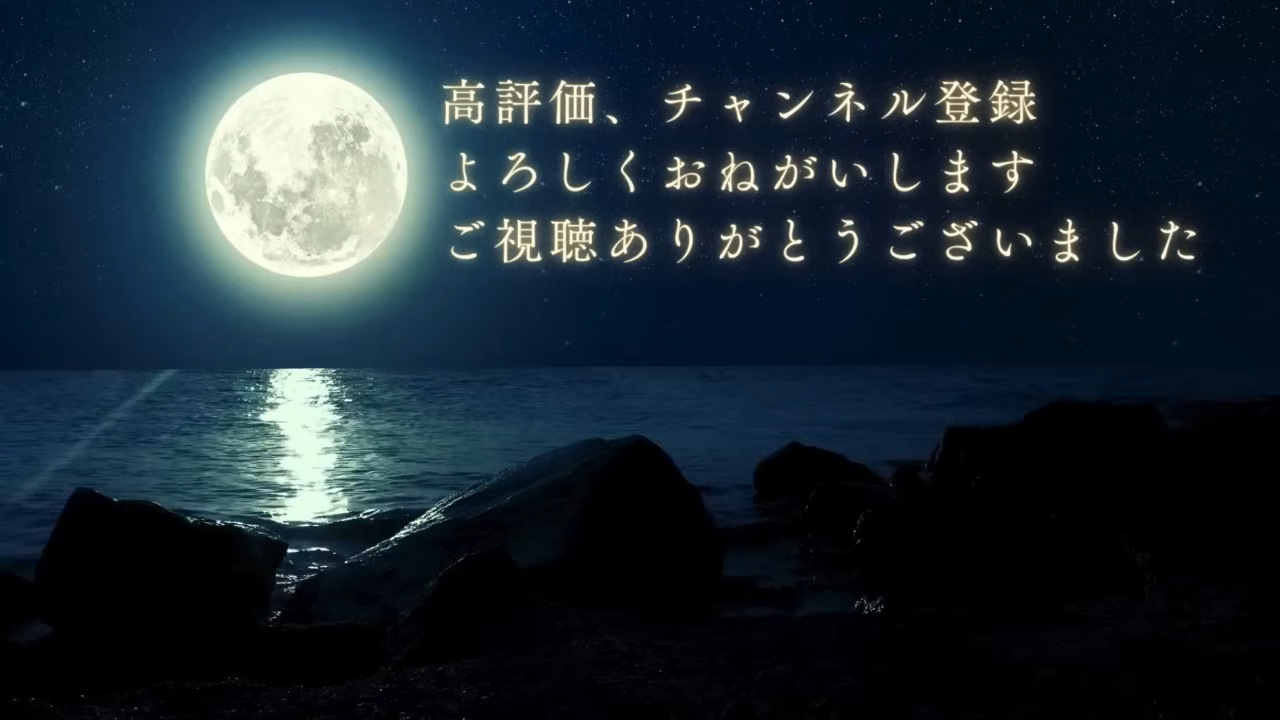 高評価、チャンネル登録
よろしくおねがいします
ご視聴ありがとうございました